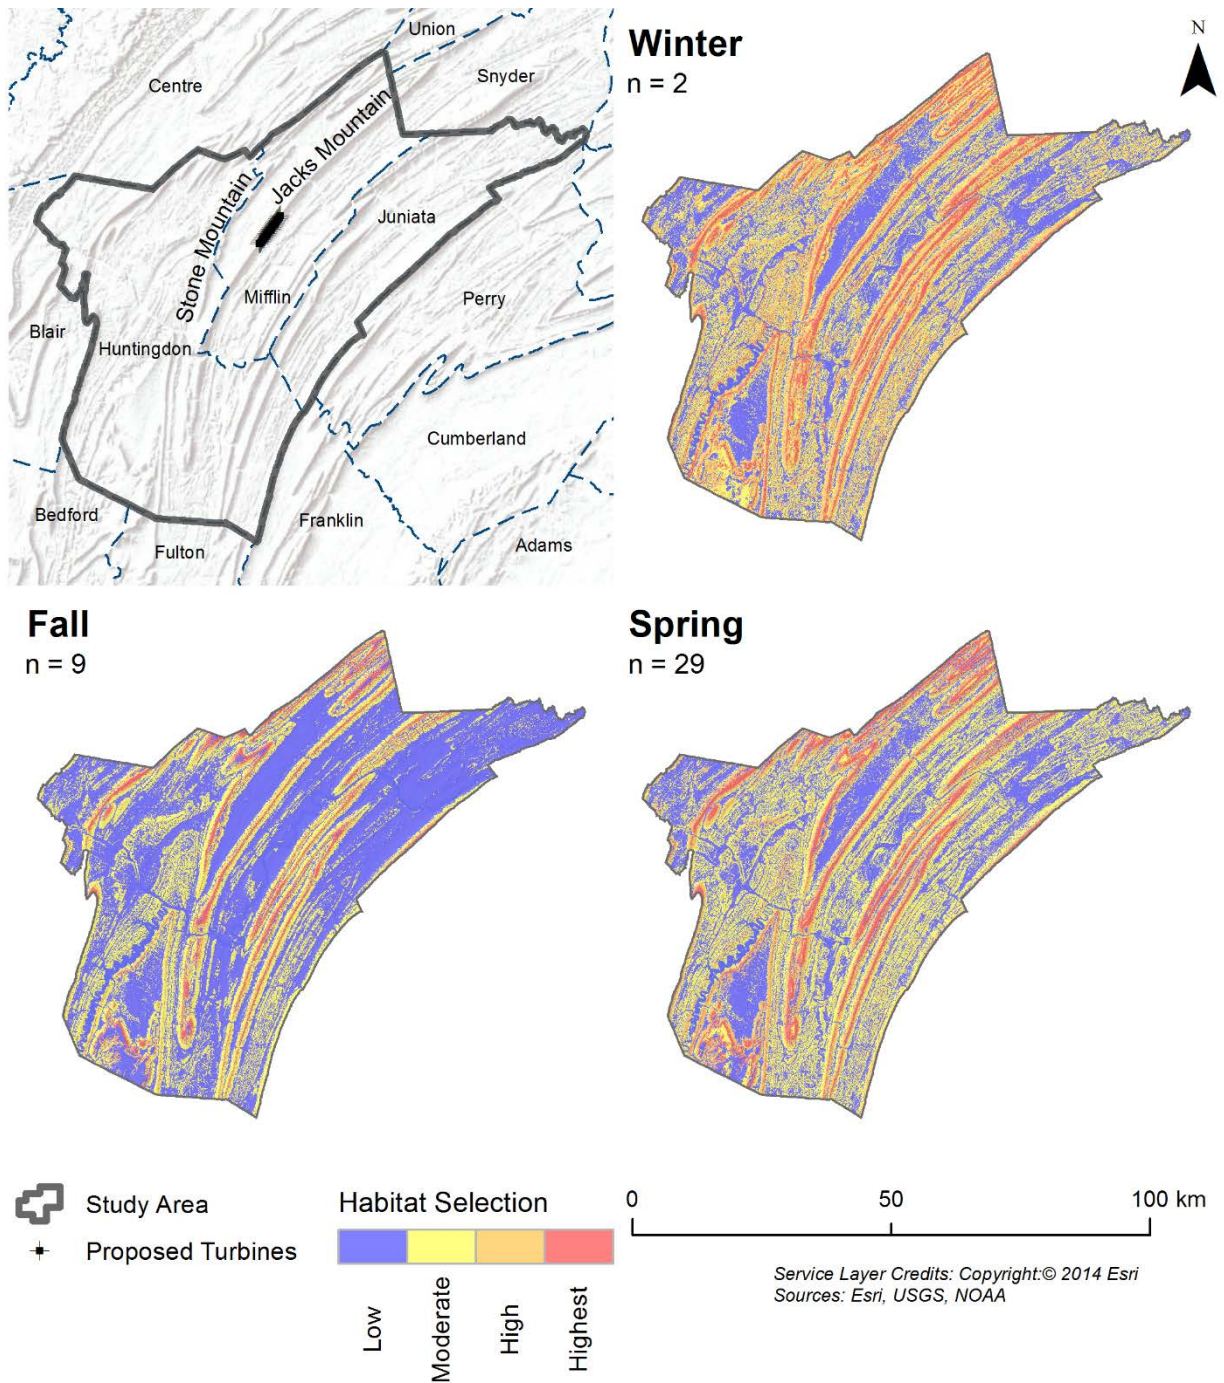 Union
Centre
Snyder
Jacks Mountain
Stone Mountain
Juniata
Mifflin
Perry
Blair
Huntingdon
Cumberland
Bedford
Franklin
Fulton
Adams
Winter
n = 2
N
Fall
n = 9
Spring
n = 29
Study Area
Proposed Turbines
Habitat Selection
Low
Moderate
High
Highest
0 50 100 km
Service Layer Credits: Copyright:© 2014 Esri
Sources: Esri, USGS, NOAA